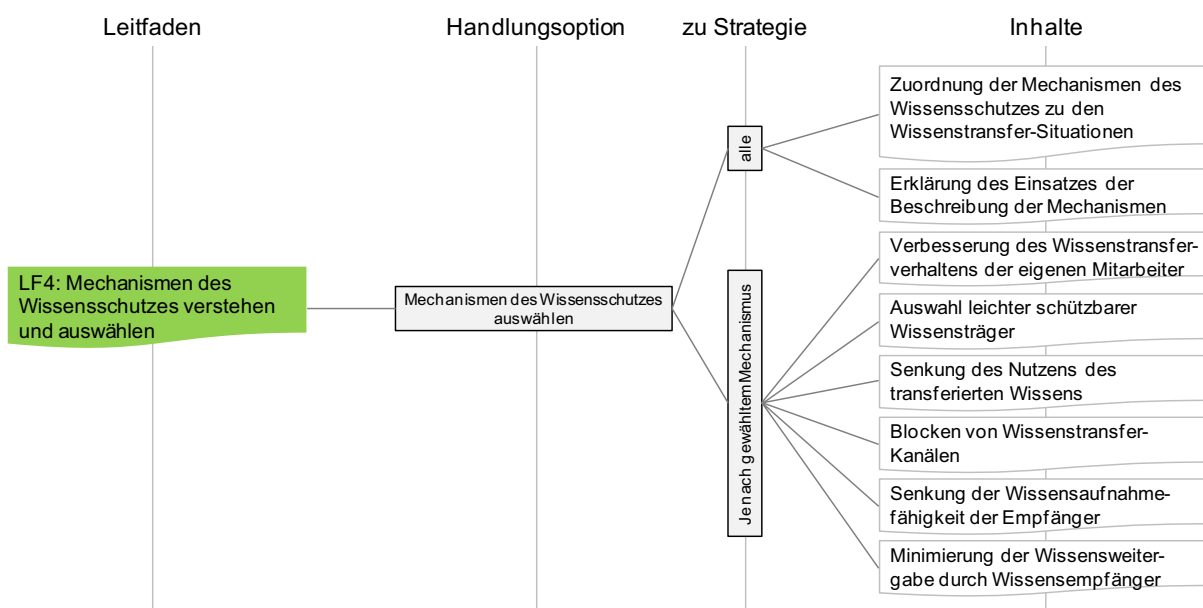 Leitfaden
Handlungsoption
zu Strategie
Inhalte
LF4: Mechanismen des
Wissensschutzes verstehen
und auswählen
Mechanismen des Wissensschutzes
auswählen
alle
Je nach gewähltem Mechanismus
Zuordnung der Mechanismen des
Wissensschutzes zu den
Wissenstransfer-Situationen
Erklärung des Einsatzes der
Beschreibung der Mechanismen
Verbesserung des Wissenstransfer-
verhaltens der eigenen Mitarbeiter
Auswahl leichter schützbarer
Wissensträger
Senkung des Nutzens des
transferierten Wissens
Blocken von Wissenstransfer-
Kanälen
Senkung der Wissensaufnahme-
fähigkeit der Empfänger
Minimierung der Wissensweiter-
gabe durch Wissensempfänger